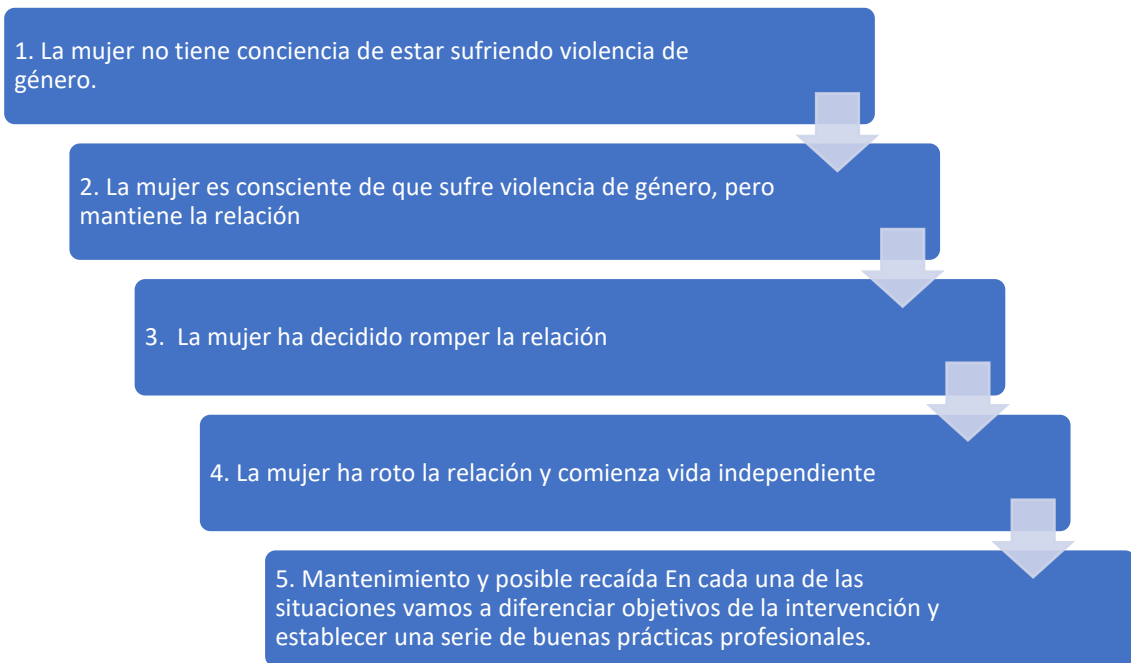 1. La mujer no tiene conciencia de estar sufriendo violencia de
género.
2. La mujer es consciente de que sufre violencia de género, pero
mantiene la relación
3.  La mujer ha decidido romper la relación
4. La mujer ha roto la relación y comienza vida independiente
5. Mantenimiento y posible recaída En cada una de las
situaciones vamos a diferenciar objetivos de la intervención y
establecer una serie de buenas prácticas profesionales.